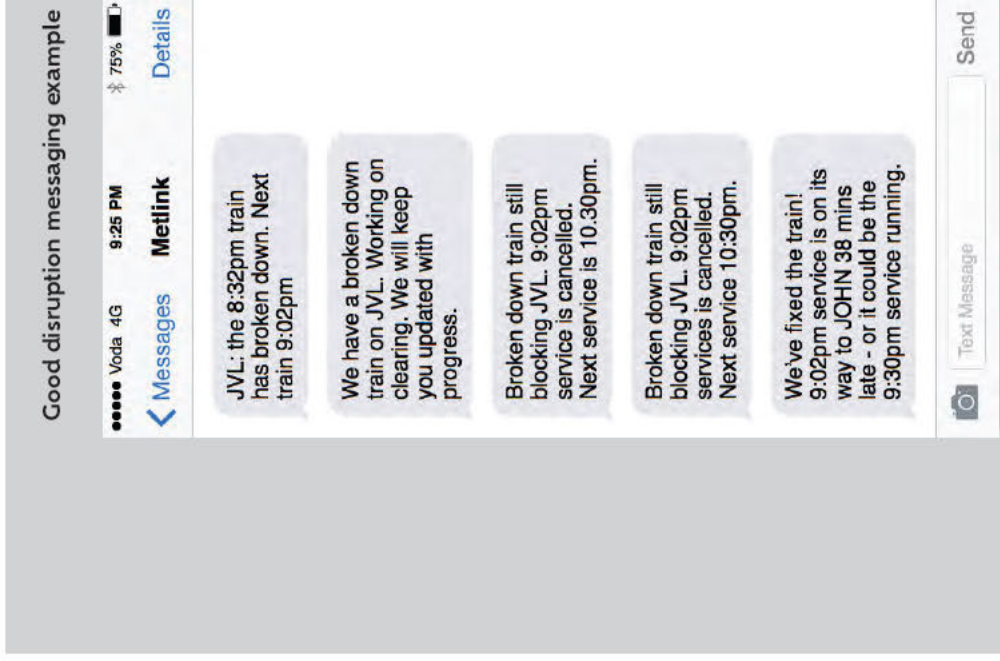 Good disruption messaging example
••••• Voda 4G 9:25 PM 75%
Messages Metlink Details
JVL: the 8:32pm train
has broken down. Next
train 9:02pm
We have a broken down
train on JVL. Working on
clearing. We will keep
you updated with
progress.
Broken down train still
blocking JVL. 9:02pm
service is cancelled.
Next service is 10.30pm.
Broken down train still
blocking JVL. 9:02pm
services is cancelled.
Next service 10:30pm.
We've fixed the train!
9:02pm service is on its
way to JOHN 38 mins
late - or it could be the
9:30pm service running.
Text Message Send